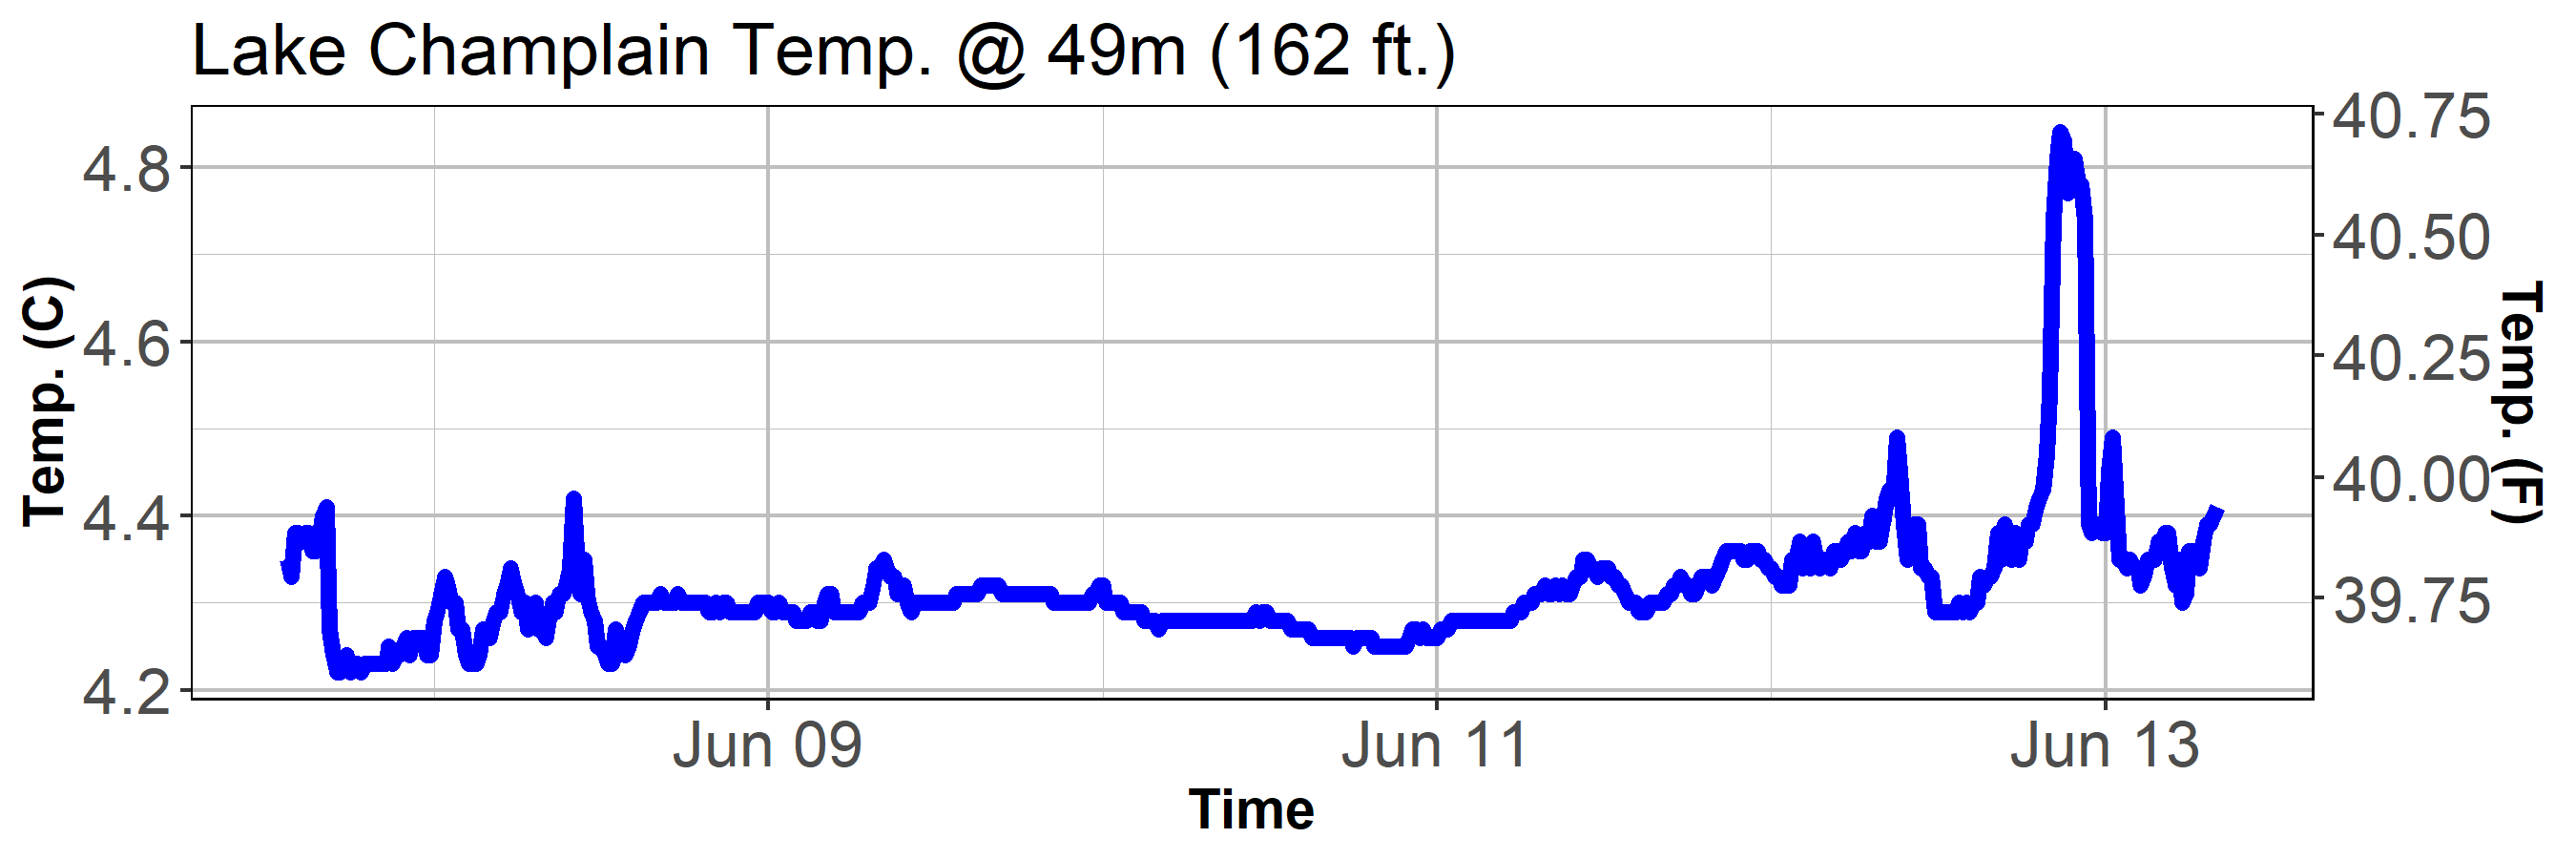 Lake Champlain Temp. @ 49m (162 ft.)
4.8
4.6
4.4
4.2
Temp. (C)
40.75
40.50
40.25
40.00
39.75
Temp. (F)
Jun 09
Jun 11
Jun 13
Time